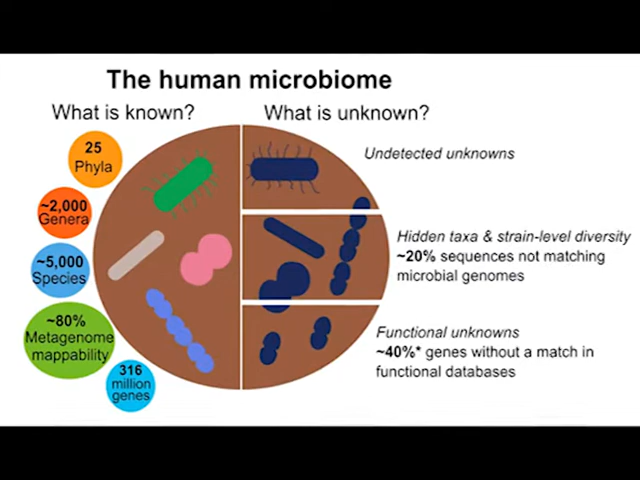 The human microbiome
What is known?
What is unknown?
25
Phyla
~2,000
Genera
~5,000
Species
~80%
Metagenome
mappability
316
million
genes
Undetected unknowns
Hidden taxa & strain-level diversity
~20% sequences not matching
microbial genomes
Functional unknowns
~40%* genes without a match in
functional databases